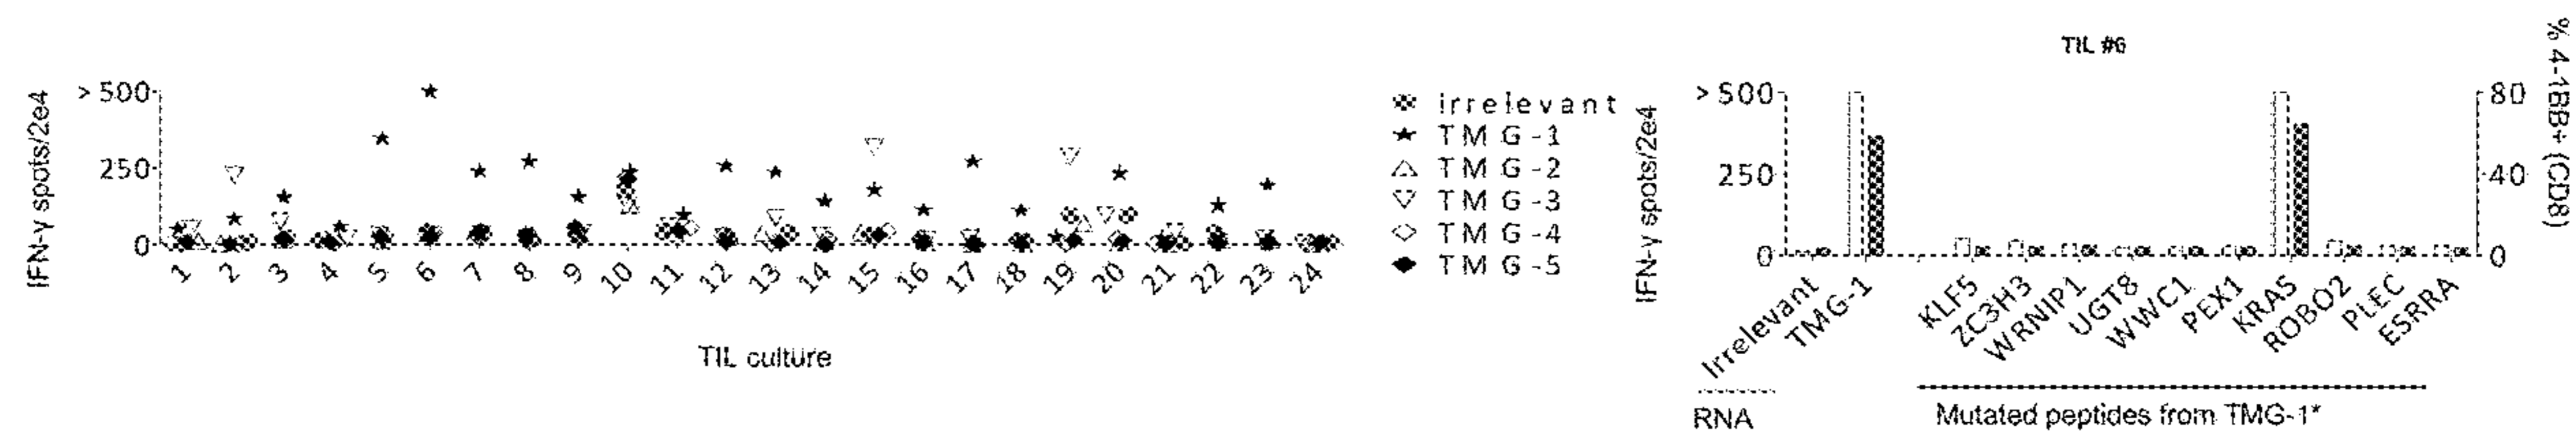 IFN-γ spots/2e4
> 500
250
0
1 2 3 4 5 6 7 8 9 10 11 12 13 14 15 16 17 18 19 20 21 22 23 24
TIL culture
irrelevant
TMG-1
TMG-2
TMG-3
TMG-4
TMG-5
TIL #6
IFN-γ spots/2e4
> 500
250
0
% 4-1BB+ (CD8)
80
40
0
Irrelevant
TMG-1
KLF5
ZC3H3
WRNIP1
UGT8
WWC1
PEX1
KRAS
ROBO2
PLEC
ESRRA
RNA
Mutated peptides from TMG-1*